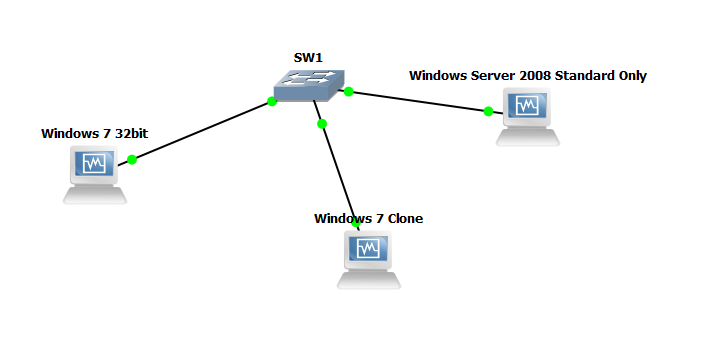 SW1
Windows Server 2008 Standard Only
Windows 7 32bit
Windows 7 Clone